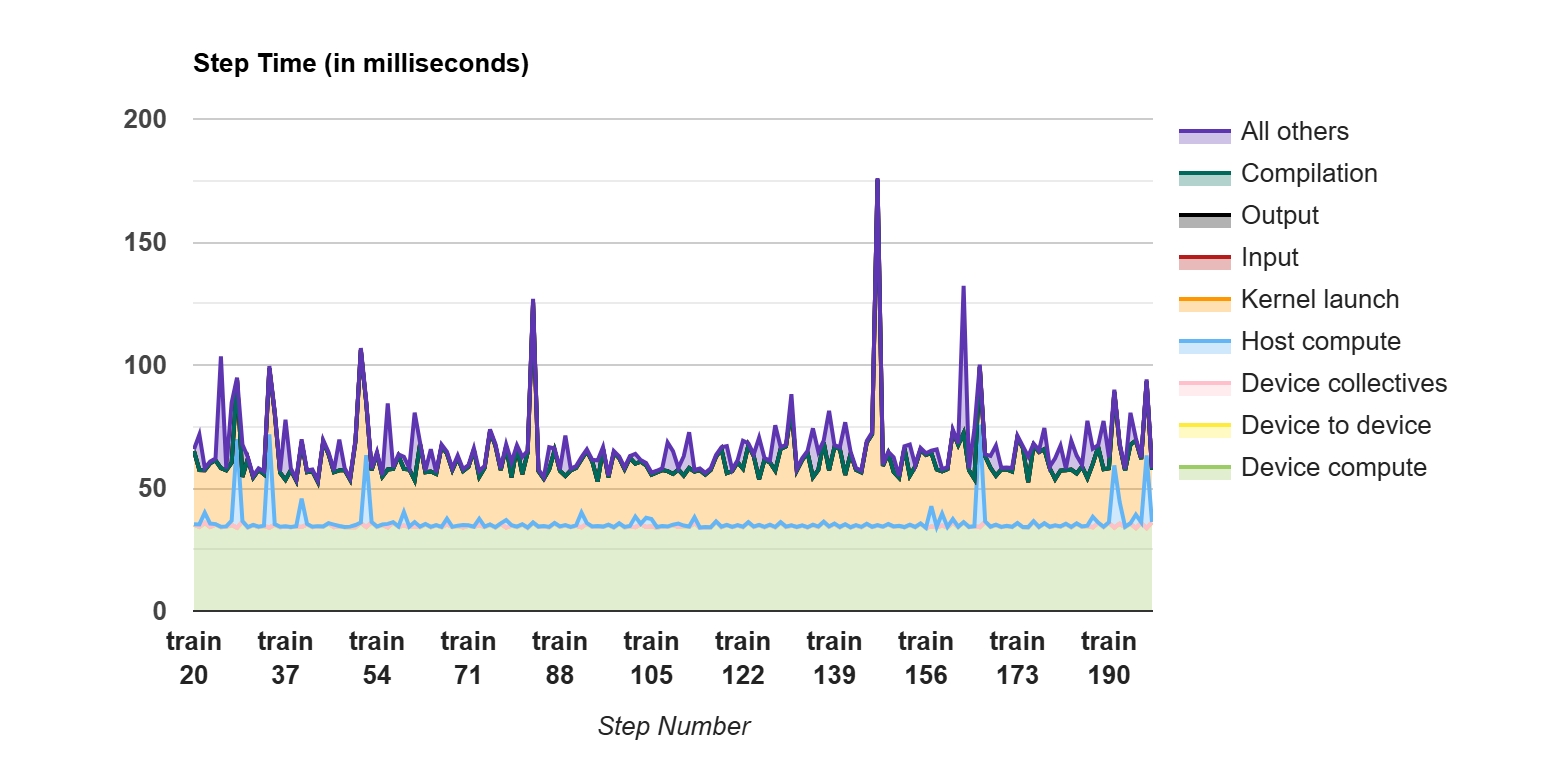 Step Time (in milliseconds)
200
150
100
50
0
train 20
train 37
train 54
train 71
train 88
train 105
train 122
train 139
train 156
train 173
train 190
Step Number
All others
Compilation
Output
Input
Kernel launch
Host compute
Device collectives
Device to device
Device compute